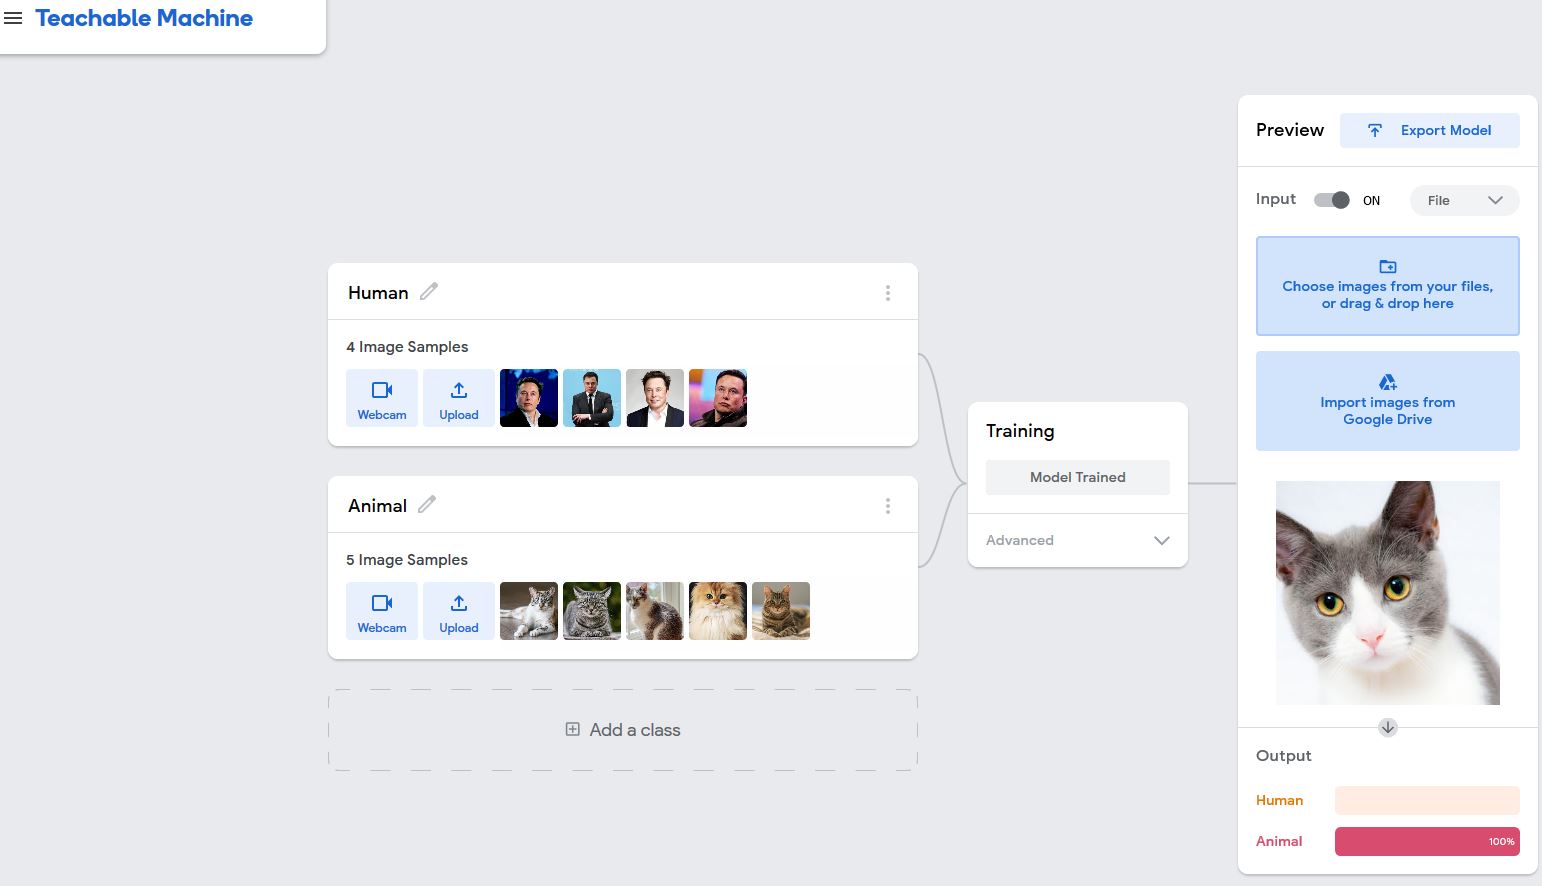 Teachable Machine
Human
4 Image Samples
Webcam
Upload
Animal
5 Image Samples
Webcam
Upload
Add a class
Training
Model Trained
Advanced
Preview
Export Model
Input
ON
File
Choose images from your files,
or drag & drop here
Import images from
Google Drive
Output
Human
Animal
100%